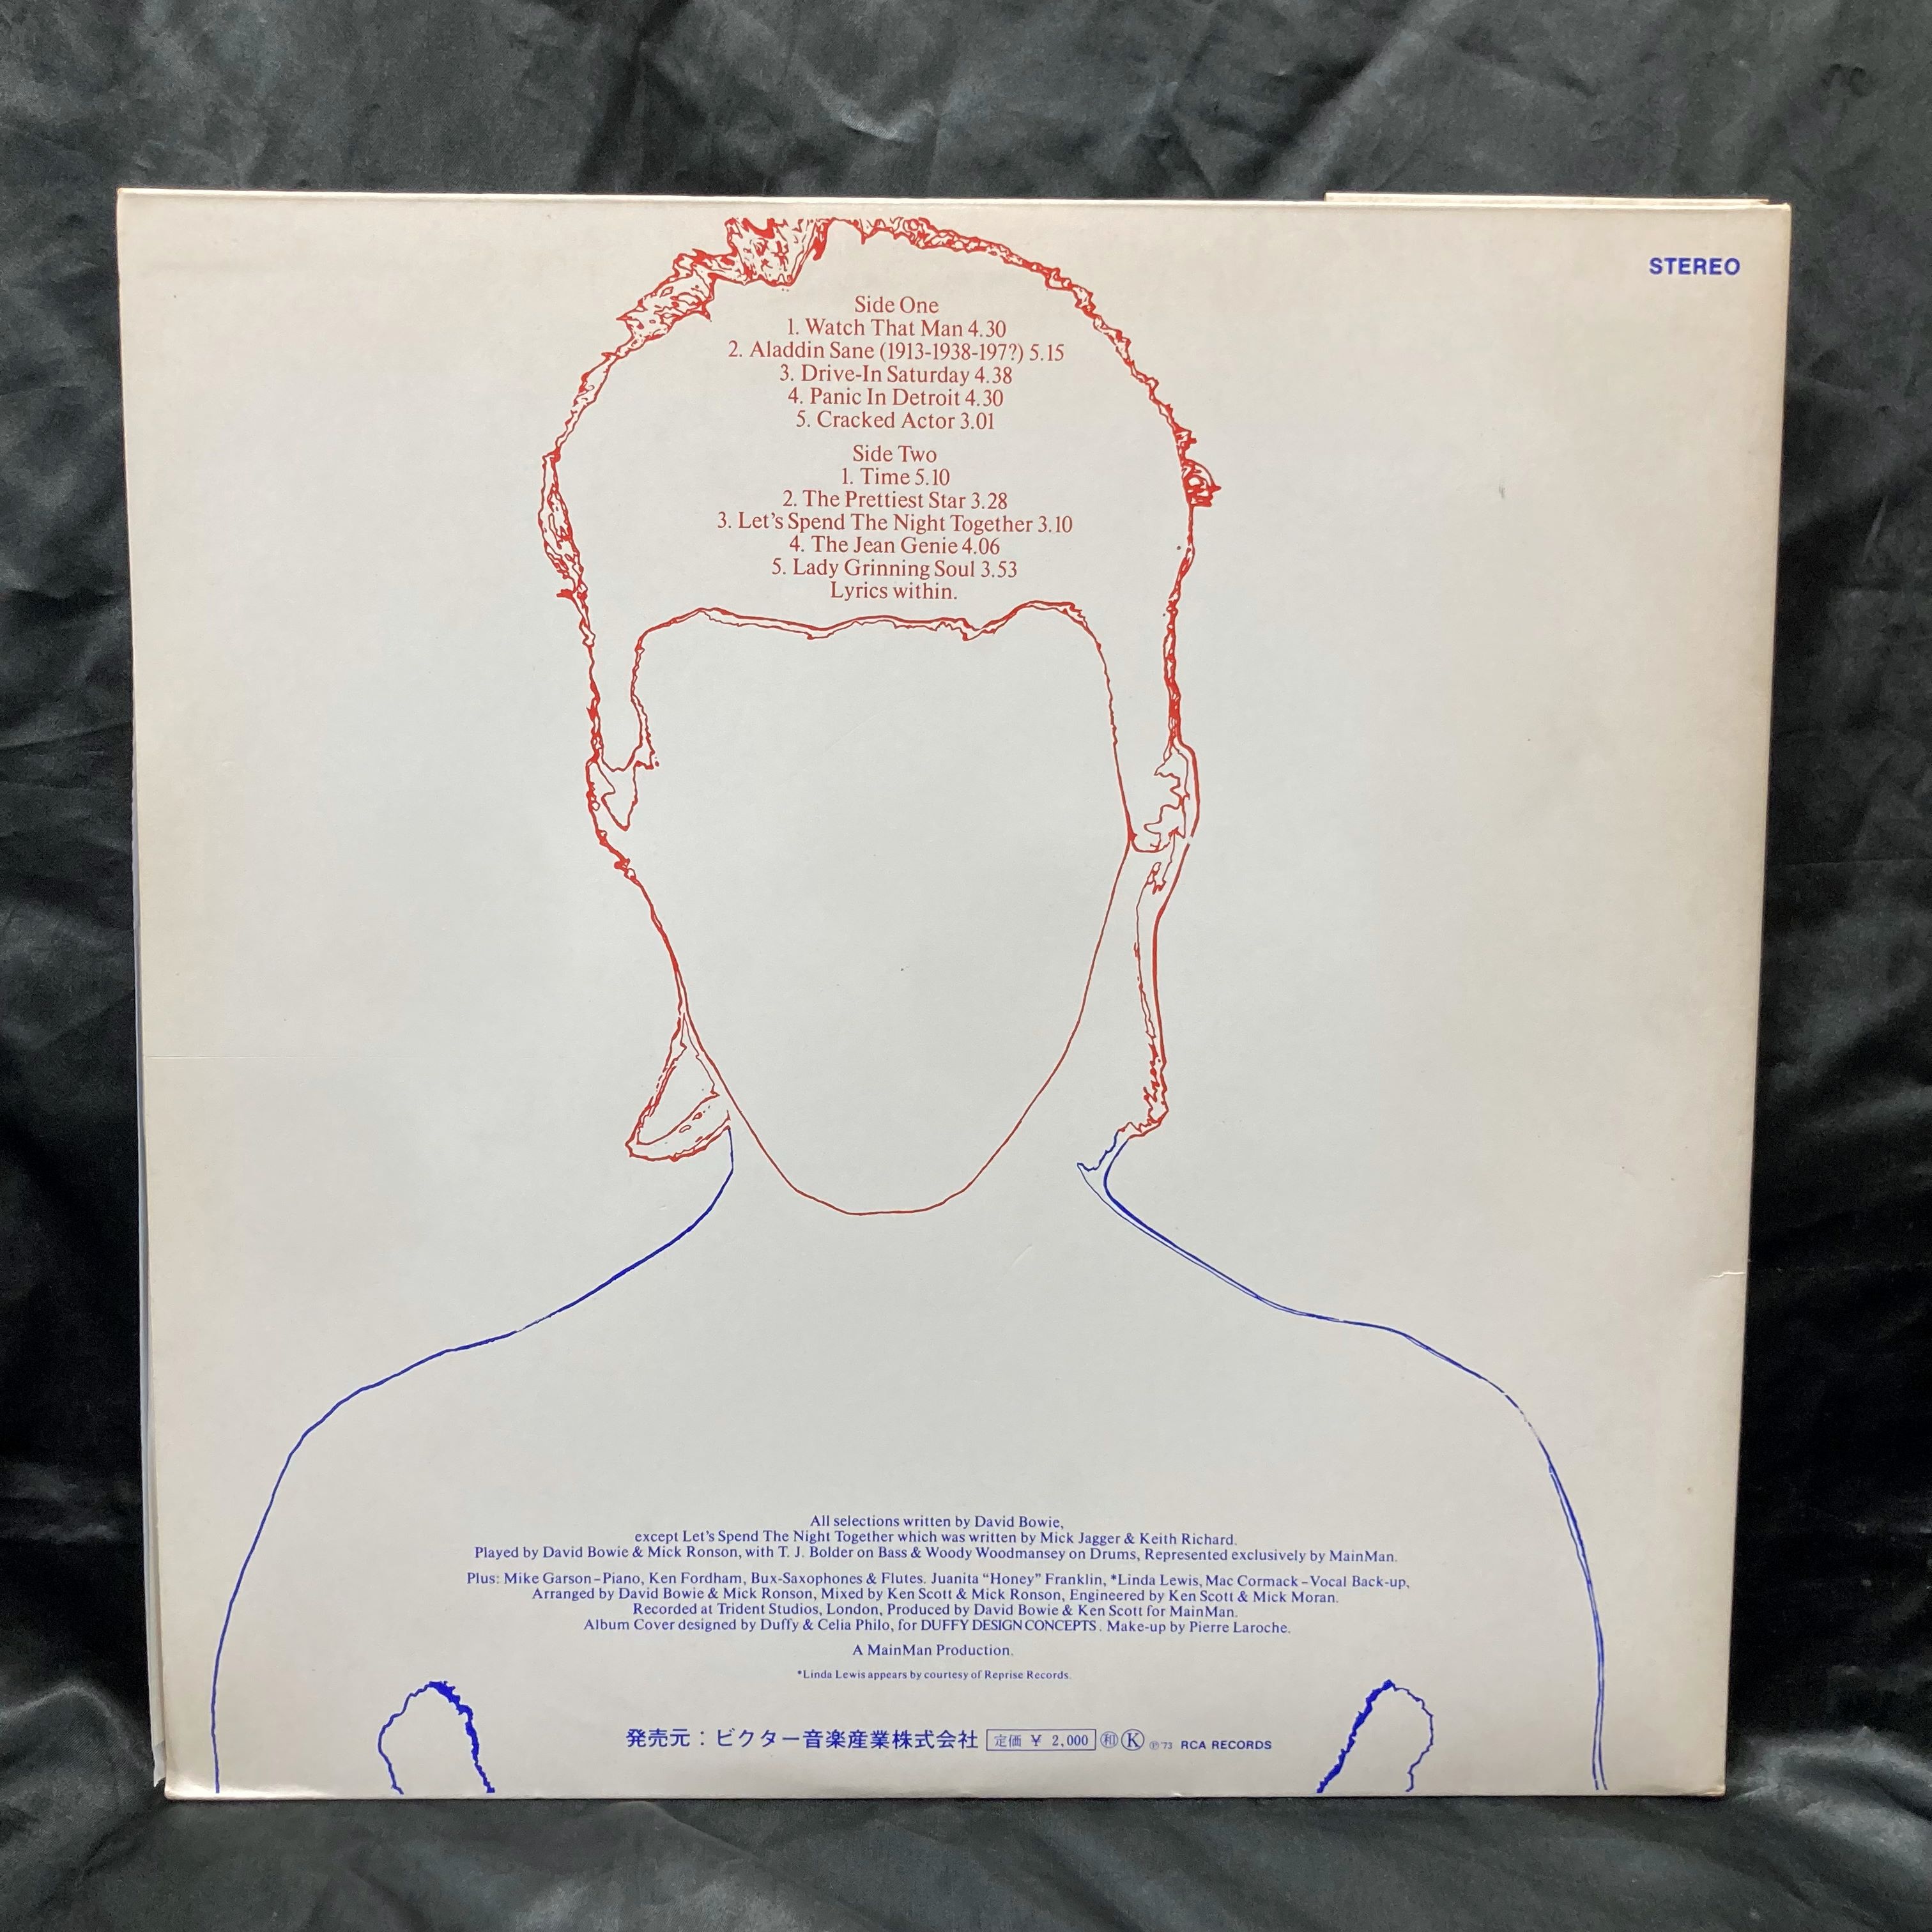 STEREO
Side One
1. Watch That Man 4.30
2. Aladdin Sane (1913-1938-197?) 5.15
3. Drive-In Saturday 4.38
4. Panic In Detroit 4.30
5. Cracked Actor 3.01
Side Two
1. Time 5.10
2. The Prettiest Star 3.28
3. Let's Spend The Night Together 3.10
4. The Jean Genie 4.06
5. Lady Grinning Soul 3.53
Lyrics within.
All selections written by David Bowie,
except Let's Spend The Night Together which was written by Mick Jagger & Keith Richard.
Played by David Bowie & Mick Ronson, with T. J. Bolder on Bass & Woody Woodmansey on Drums, Represented exclusively by MainMan.
Plus: Mike Garson–Piano, Ken Fordham, Bux-Saxophones & Flutes. Juanita “Honey” Franklin, *Linda Lewis, Mac Cormack–Vocal Back-up,
Arranged by David Bowie & Mick Ronson, Mixed by Ken Scott & Mick Ronson, Engineered by Ken Scott & Mick Moran.
Recorded at Trident Studios, London, Produced by David Bowie & Ken Scott for MainMan.
Album Cover designed by Duffy & Celia Philo, for DUFFY DESIGN CONCEPTS. Make-up by Pierre Laroche.
A MainMan Production.
*Linda Lewis appears by courtesy of Reprise Records.
発売元：ビクター音楽産業株式会社 定価 ¥ 2,000 ㊒ Ⓚ ℗'73 RCA RECORDS